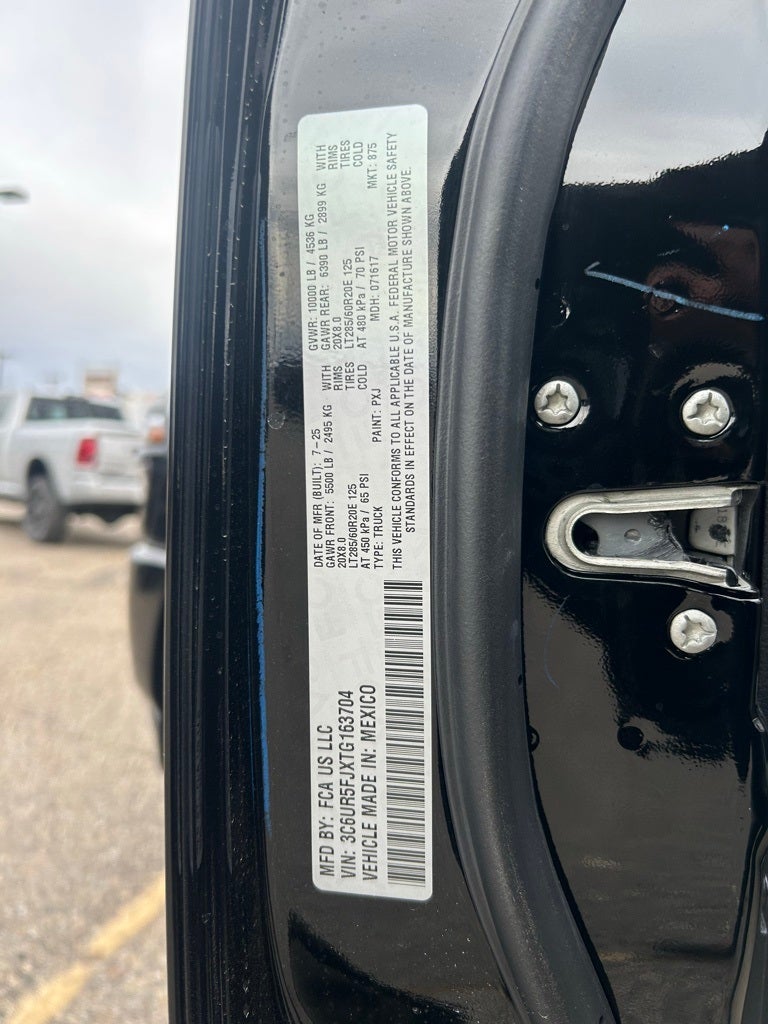 MFD BY: FCA US LLC
VIN: 3C6UR5FJXTG163704
VEHICLE MADE IN: MEXICO
DATE OF MFR (BUILT): 7-25 GVWR: 10000 LB / 4536 KG
GAWR FRONT: 5500 LB / 2495 KG WITH GAWR REAR: 6390 LB / 2899 KG WITH
20X8.0 RIMS 20X8.0 RIMS
LT285/60R20E 125 TIRES LT285/60R20E 125 TIRES
AT 450 kPa / 65 PSI COLD AT 480 kPa / 70 PSI COLD
TYPE: TRUCK PAINT: PXJ MDH: 071617 MKT: 875
THIS VEHICLE CONFORMS TO ALL APPLICABLE U.S.A. FEDERAL MOTOR VEHICLE SAFETY
STANDARDS IN EFFECT ON THE DATE OF MANUFACTURE SHOWN ABOVE.